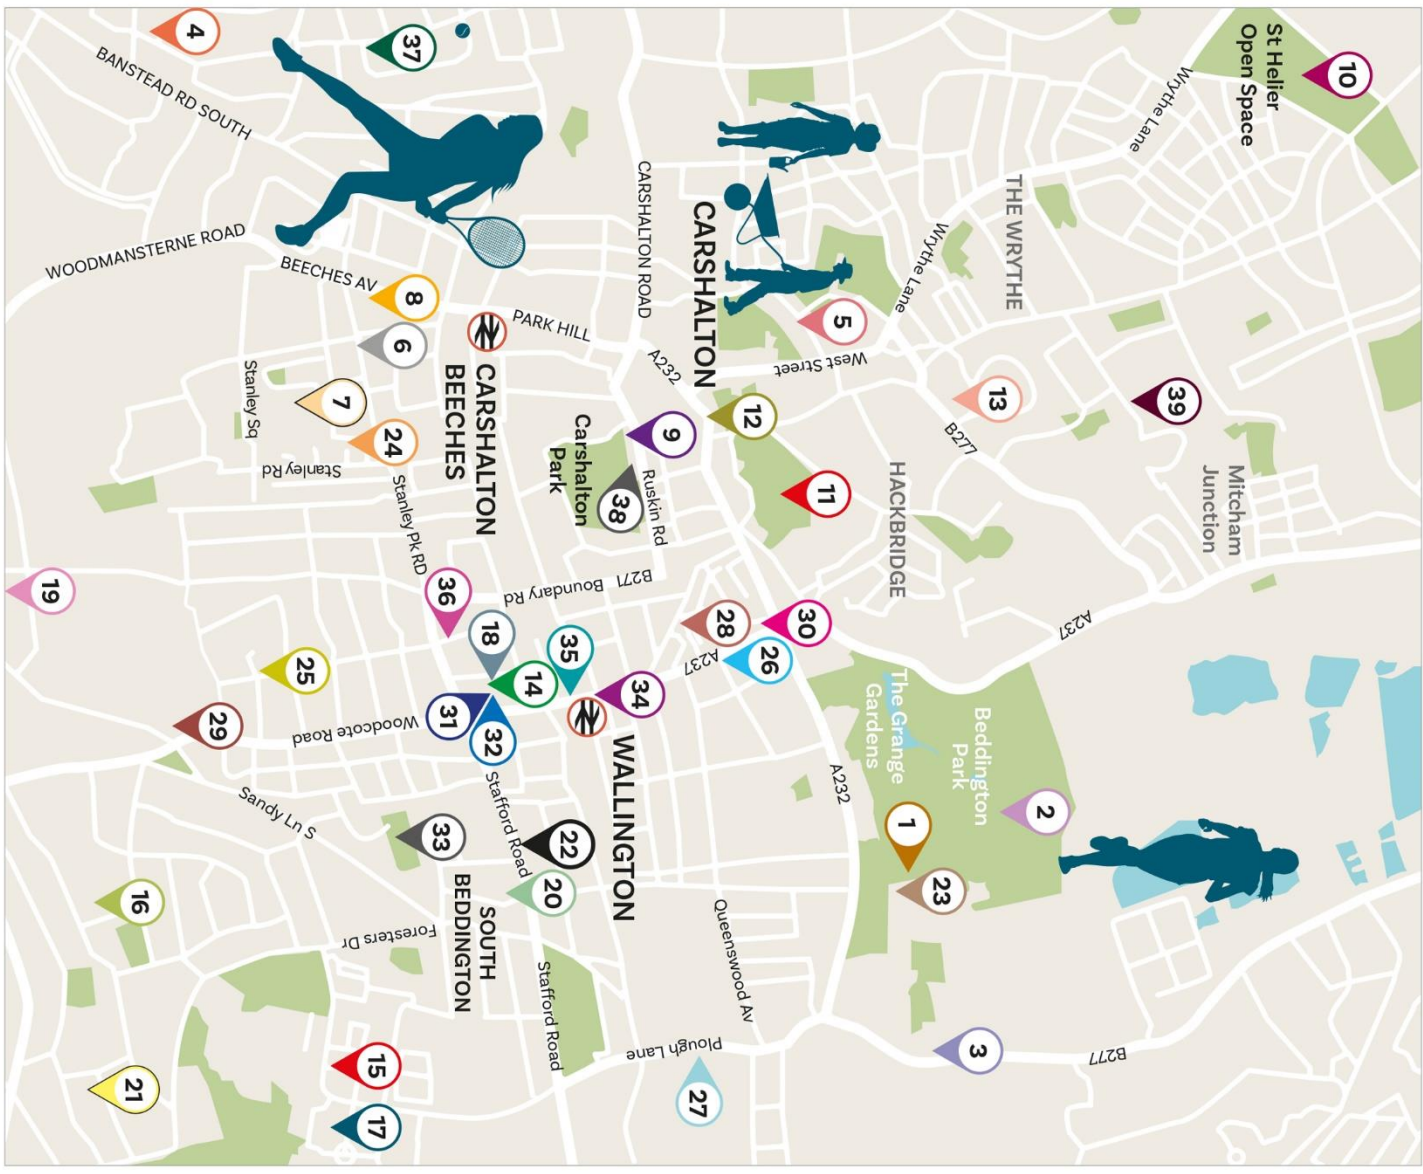 10
St Helier
Open Space
Mitcham
Junction
Wrythe Lane
39
B277
A237
2
THE WRYTHE
13
3
Beddington
Park
B277
23
Wrythe Lane
HACKBRIDGE
The Grange
Gardens
1
5
West Street
11
30
A232
12
26
28
CARSHALTON
A237
Queenswood Av
27
9
A232
CARSHALTON ROAD
Ruskin Rd
B271
Boundary Rd
34
Plough Lane
38
WALLINGTON
Carshalton
Park
35
22
PARK HILL
14
20
Stafford Road
18
32
Stafford Road
CARSHALTON
BEECHES
36
31
SOUTH
BEDDINGTON
33
37
8
Stanley Pk RD
6
24
Woodcote Road
Foresters Dr
BEECHES AV
7
15
17
Stanley Rd
25
Stanley Sq
Sandy Ln S
29
4
BANSTEAD RD SOUTH
WOODMANSTERNE ROAD
16
21
19